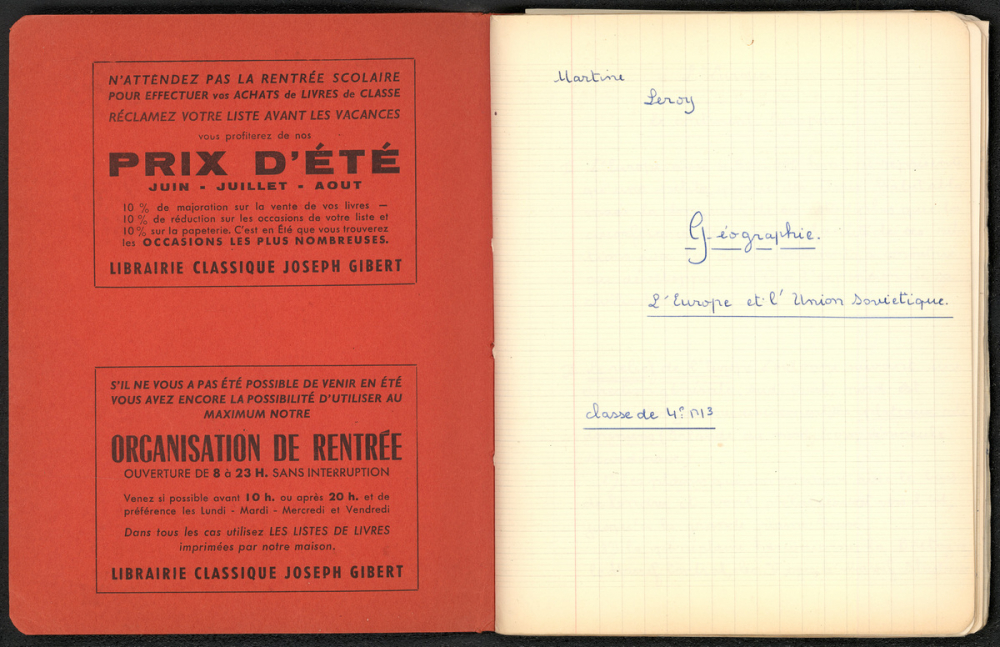 N'ATTENDEZ PAS LA RENTRÉE SCOLAIRE
POUR EFFECTUER vos ACHATS de LIVRES de CLASSE
RÉCLAMEZ VOTRE LISTE AVANT LES VACANCES
vous profiterez de nos
PRIX D'ÉTÉ
JUIN - JUILLET - AOUT
10 % de majoration sur la vente de vos livres —
10 % de réduction sur les occasions de votre liste et
10 % sur la papeterie. C'est en Été que vous trouverez
les OCCASIONS LES PLUS NOMBREUSES.
LIBRAIRIE CLASSIQUE JOSEPH GIBERT
S'IL NE VOUS A PAS ÉTÉ POSSIBLE DE VENIR EN ÉTÉ
VOUS AVEZ ENCORE LA POSSIBILITÉ D'UTILISER AU
MAXIMUM NOTRE
ORGANISATION DE RENTRÉE
OUVERTURE DE 8 à 23 H. SANS INTERRUPTION
Venez si possible avant 10 h. ou après 20 h. et de
préférence les Lundi - Mardi - Mercredi et Vendredi
Dans tous les cas utilisez LES LISTES DE LIVRES
imprimées par notre maison.
LIBRAIRIE CLASSIQUE JOSEPH GIBERT
Martine
Leroy
Géographie.
L'Europe et l'Union Soviétique.
classe de 4e M3